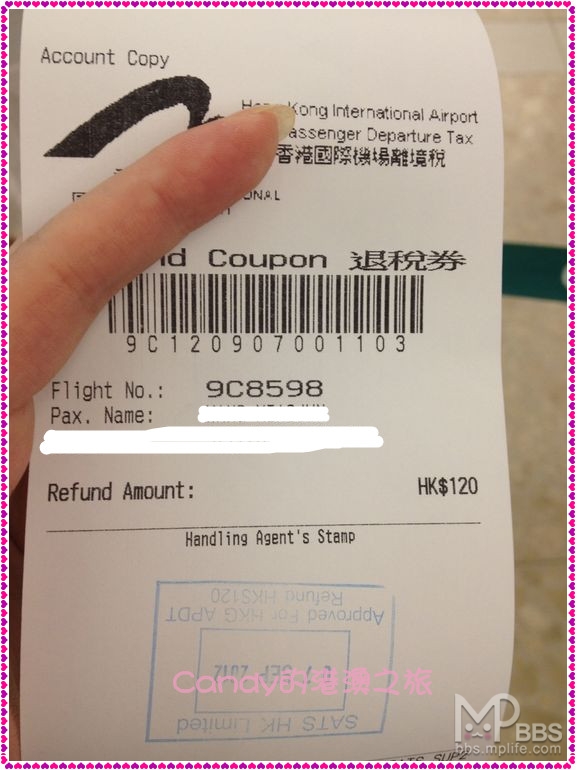 Account Copy
Kong International Airport
Passenger Departure Tax
香港國際機場離境稅
Coupon 退稅券
9C120907001103
Flight No.: 9C8598
Pax. Name:
Refund Amount: HK$120
Handling Agent's Stamp
SATS HK Limited
SEP 2012
Approved For HKG APDT
Refund HK$120
Candy的港澳之旅
MPBBS
bbs.mplife.com